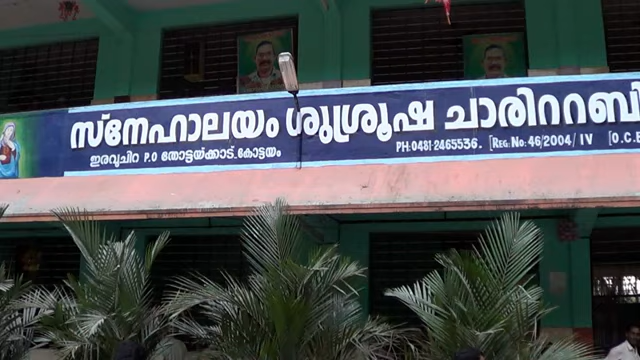 സ്നേഹാലയം ശുശ്രൂഷ ചാരിററബി
ഇരവുചിറ P.O തോട്ടയ്ക്കാട്. കോട്ടയം
PH:0481-2465536. [REG: NO: 46/2004/ IV [O.C.B